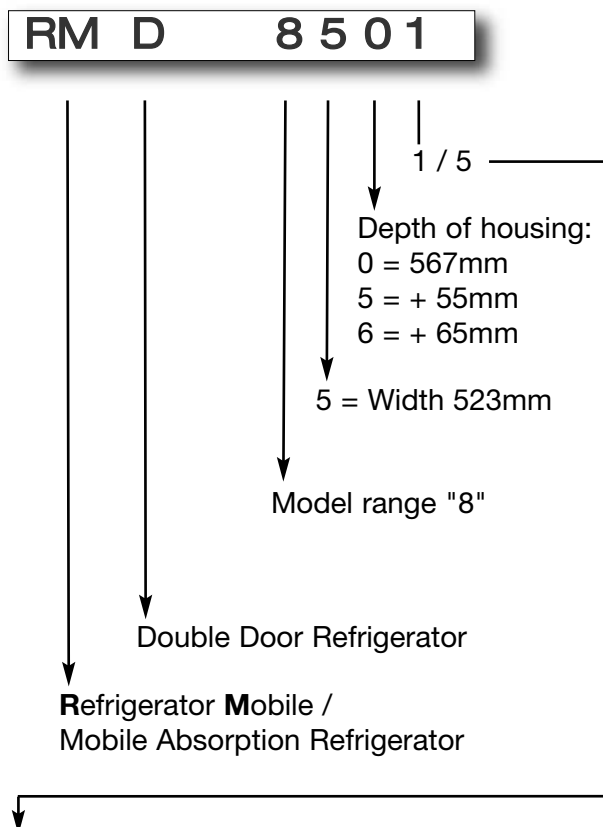 RM D 8 5 0 1
1 / 5
Depth of housing:
0 = 567mm
5 = + 55mm
6 = + 65mm
5 = Width 523mm
Model range "8"
Double Door Refrigerator
Refrigerator Mobile /
Mobile Absorption Refrigerator